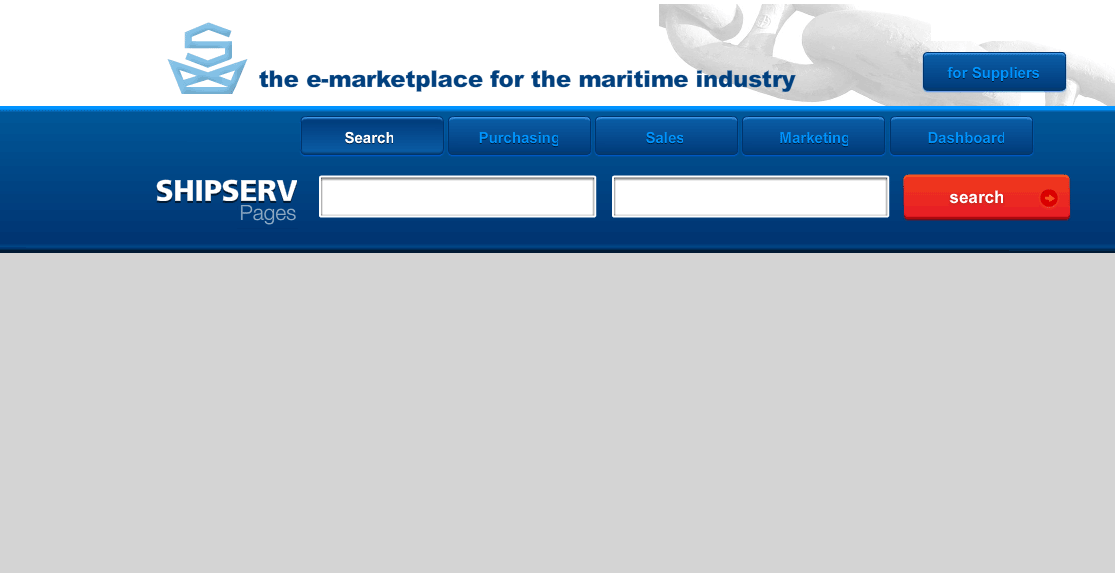 the e-marketplace for the maritime industry
for Suppliers
Search Purchasing Sales Marketing Dashboard
SHIPSERV
Pages
search